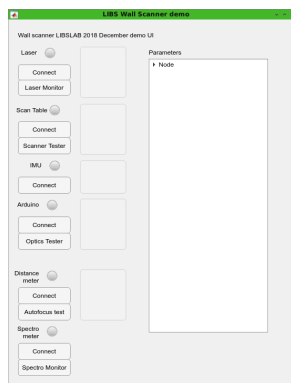 LIBS Wall Scanner demo
Wall scanner LIBSLAB 2018 December demo UI
Laser
Connect
Laser Monitor
Scan Table
Connect
Scanner Tester
IMU
Connect
Arduino
Connect
Optics Tester
Distance
meter
Connect
Autofocus test
Spectro
meter
Connect
Spectro Monitor
Parameters
Node